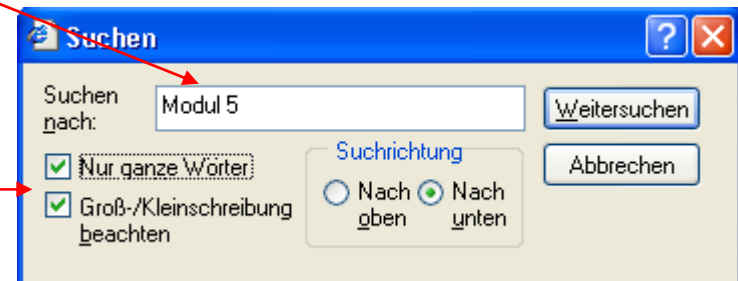 Suchen
Suchen
nach:
Modul 5
Weitersuchen
Nur ganze Wörter
Groß-/Kleinschreibung
beachten
Suchrichtung
Nach
oben
Nach
unten
Abbrechen